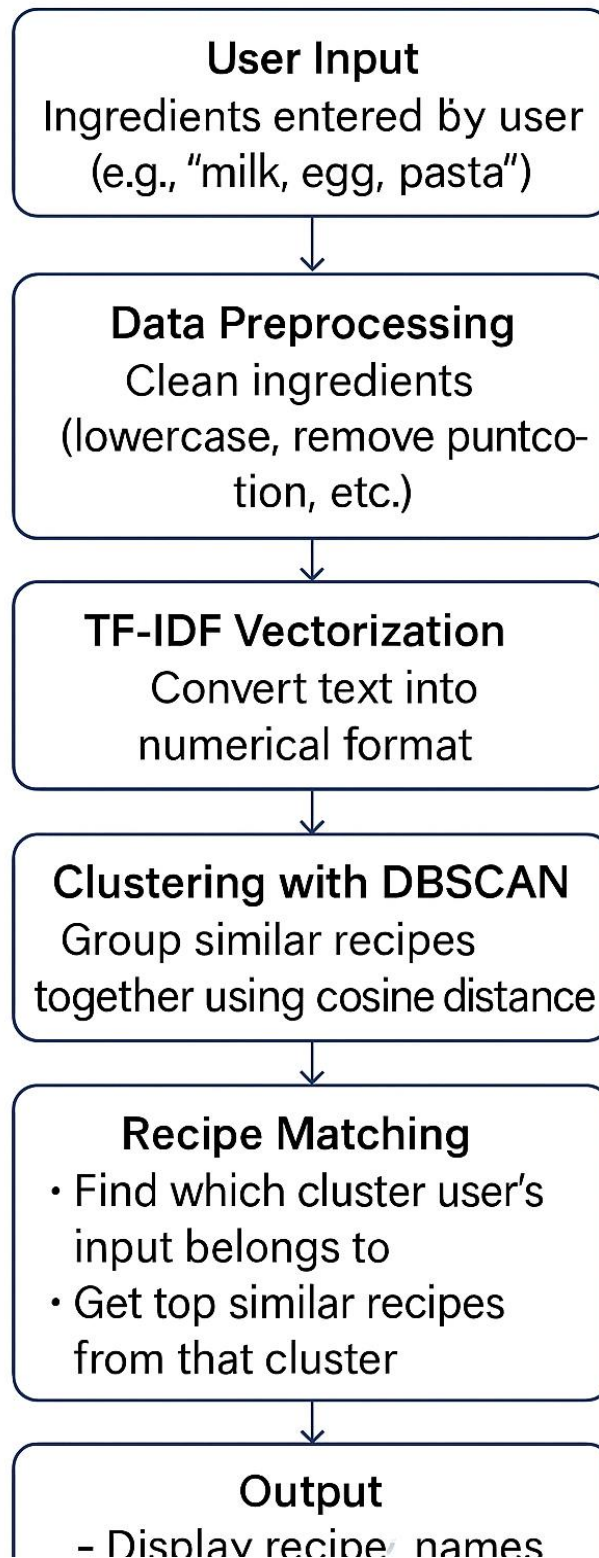 User Input
Ingredients entered by user
(e.g., “milk, egg, pasta”)
Data Preprocessing
Clean ingredients
(lowercase, remove puntco-
tion, etc.)
TF-IDF Vectorization
Convert text into
numerical format
Clustering with DBSCAN
Group similar recipes
together using cosine distance
Recipe Matching
• Find which cluster user’s
input belongs to
• Get top similar recipes
from that cluster
Output
– Display recipe names